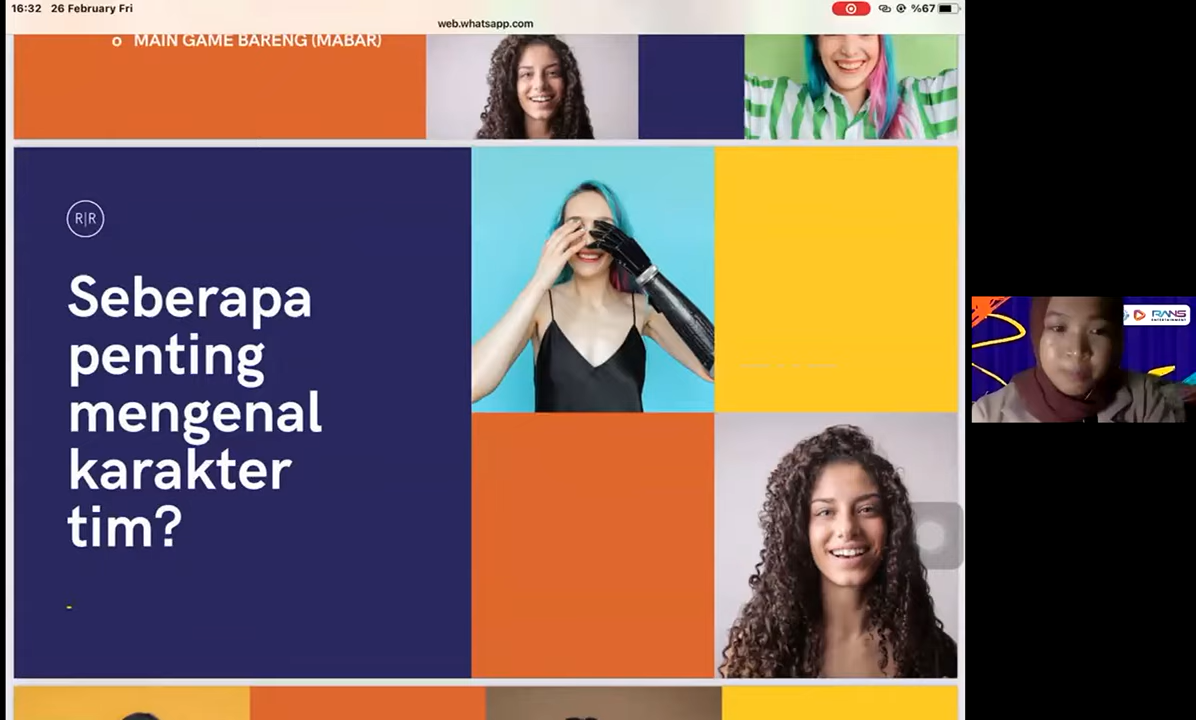 16:32 26 February Fri
%67
web.whatsapp.com
o MAIN GAME BARENG (MABAR)
R|R
Seberapa
penting
mengenal
karakter
tim?
RANS
ENTERTAINMENT